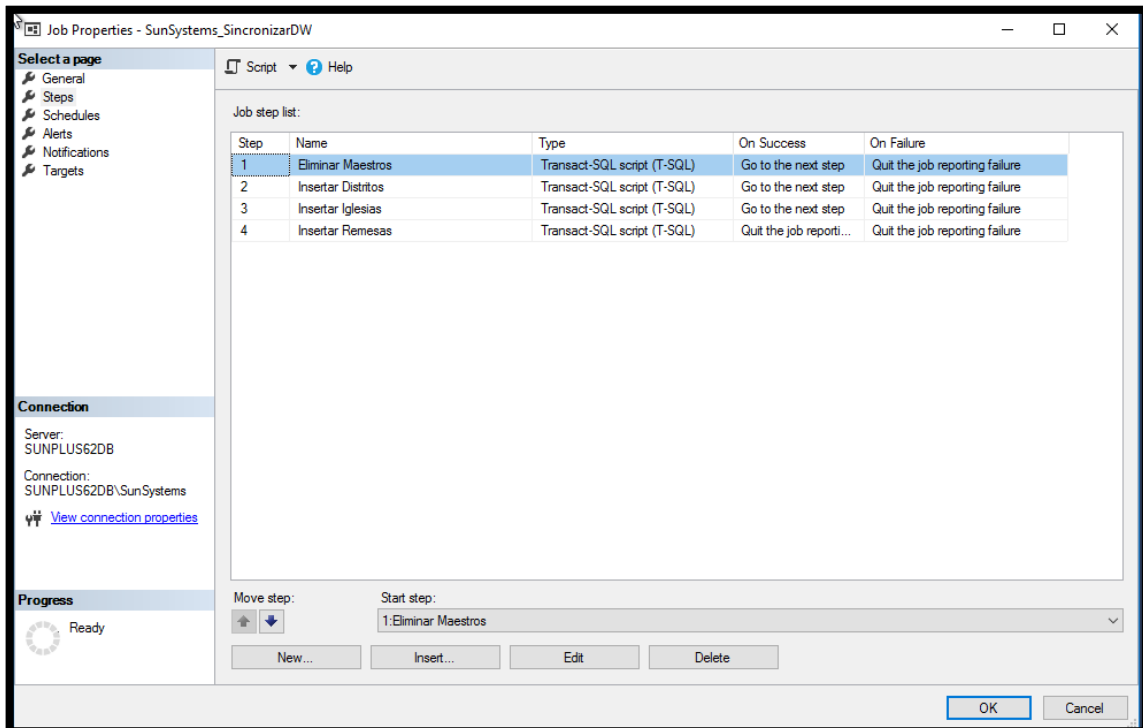 Job Properties - SunSystems_SincronizarDW
Select a page
General
Steps
Schedules
Alerts
Notifications
Targets
Script
Help
Job step list:
Step Name Type On Success On Failure
1 Eliminar Maestros Transact-SQL script (T-SQL) Go to the next step Quit the job reporting failure
2 Insertar Distritos Transact-SQL script (T-SQL) Go to the next step Quit the job reporting failure
3 Insertar Iglesias Transact-SQL script (T-SQL) Go to the next step Quit the job reporting failure
4 Insertar Remesas Transact-SQL script (T-SQL) Quit the job reporti... Quit the job reporting failure
Connection
Server:
SUNPLUS62DB
Connection:
SUNPLUS62DB\SunSystems
View connection properties
Progress
Ready
Move step: Start step:
1:Eliminar Maestros
New... Insert... Edit Delete
OK Cancel